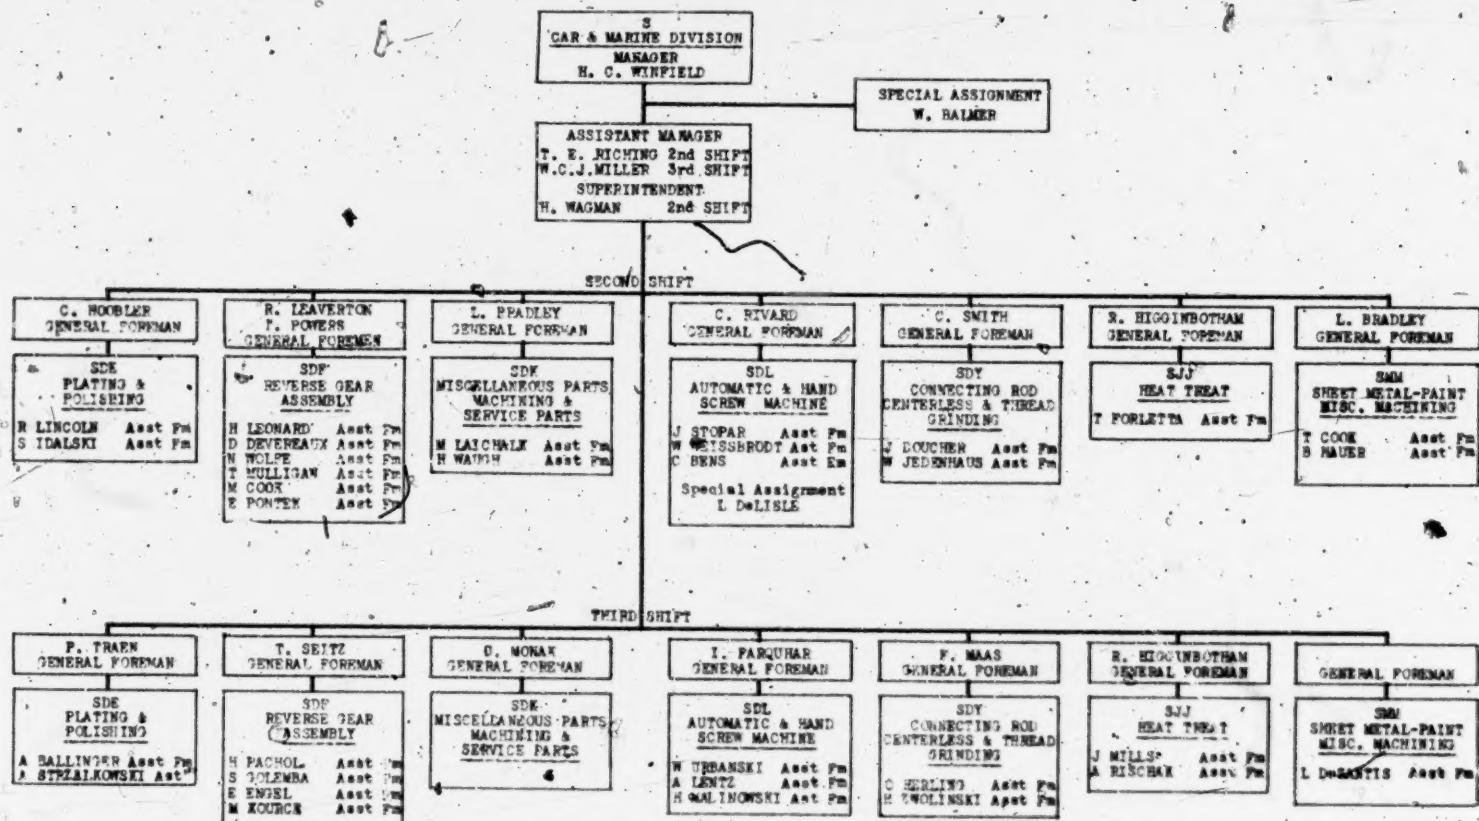 S
CAR & MARINE DIVISION
MANAGER
H. C. WINFIELD
SPECIAL ASSIGNMENT
W. BALMER
ASSISTANT MANAGER
T. E. RICHING 2nd SHIFT
W.C.J.MILLER 3rd SHIFT
SUPERINTENDENT
H. WAGMAN 2nd SHIFT
SECOND SHIFT
C. HOOBLER
GENERAL FOREMAN
SDE
PLATING &
POLISHING
R LINCOLN Asst Fm
S IDALSKI Asst Fm
R. LEAVERTON
POWERS
GENERAL FOREMEN
SDF
REVERSE GEAR
ASSEMBLY
H LEONARD Asst Fm
D DEVEREAUX Asst Fm
N WOLFE Asst Fm
T MULLIGAN Asst Fm
M COOK Asst Fm
E PONTEK Asst Fm
L. BRADLEY
GENERAL FOREMAN
SDK
MISCELLANEOUS PARTS
MACHINING &
SERVICE PARTS
M LAICHALK Asst Fm
H WAUGH Asst Fm
C. RIVARD
GENERAL FOREMAN
SDL
AUTOMATIC & HAND
SCREW MACHINE
J STOPAR Asst Fm
W WEISSBRODT Ast Fm
C BENS Asst Fm
Special Assignment
L DeLISLE
C. SMITH
GENERAL FOREMAN
SDY
CONNECTING ROD
CENTERLESS & THREAD
GRINDING
J DOUCHER Asst Fm
W JEDENHAUS Asst Fm
R. HIGGINBOTHAM
GENERAL FOREMAN
SJJ
HEAT TREAT
T FORLETTA Asst Fm
L. BRADLEY
GENERAL FOREMAN
SMM
SHEET METAL-PAINT
MISC. MACHINING
T COOK Asst Fm
B MAUER Asst Fm
THIRD SHIFT
P. TRAEN
GENERAL FOREMAN
SDE
PLATING &
POLISHING
A BALLINGER Asst Fm
STRZALKOWSKI Ast
T. SEITZ
GENERAL FOREMAN
SDF
REVERSE GEAR
ASSEMBLY
H PACHOL Asst Fm
S GOLEMBA Asst Fm
E ENGEL Asst Fm
M KOURCK Asst Fm
MONAK
GENERAL FOREMAN
SDK
MISCELLANEOUS PARTS
MACHINING &
SERVICE PARTS
I. FARQUHAR
GENERAL FOREMAN
SDL
AUTOMATIC & HAND
SCREW MACHINE
W URBANSKI Asst Fm
A LENTZ Asst Fm
H MALINOWSKI Ast Fm
F. MAAS
GENERAL FOREMAN
SDY
CONNECTING ROD
CENTERLESS & THREAD
GRINDING
O HERLING Asst Fm
H ZWOLINSKI Asst Fm
R. HIGGINBOTHAM
GENERAL FOREMAN
SJJ
HEAT TREAT
J MILLS Asst Fm
A RISCHAK Asst Fm
GENERAL FOREMAN
SMM
SHEET METAL-PAINT
MISC. MACHINING
L DeSANTIS Asst Fm